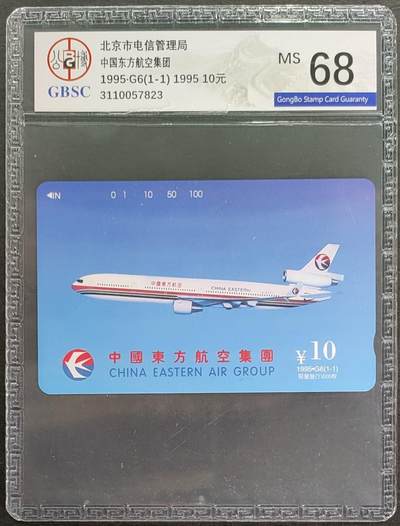 北京市电信管理局
中国东方航空集团
1995·G6(1-1) 1995 10元
3110057823
GBSC
MS 68
GongBo Stamp Card Guaranty
◀IN 0 1 10 50 100
中國東方航空
CHINA EASTERN
中國東方航空集團
CHINA EASTERN AIR GROUP
¥10
1995·G6(1-1)